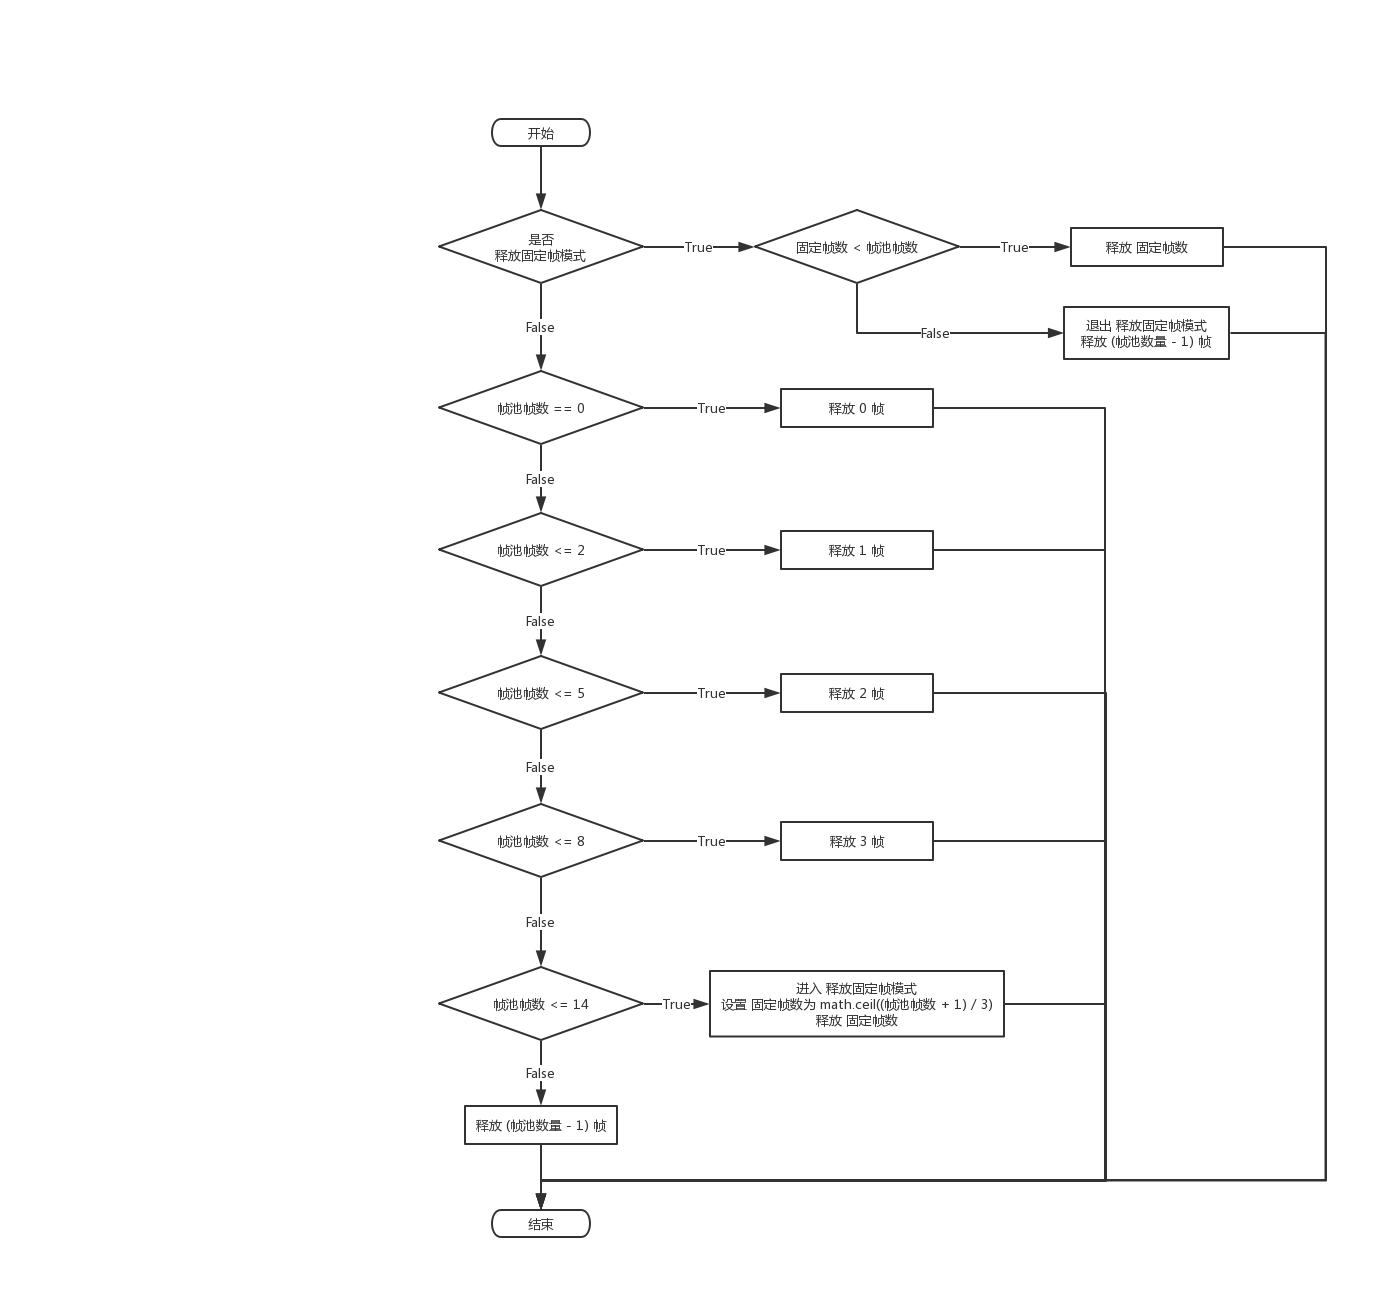 开始
是否
释放固定帧模式
True
固定帧数 < 帧池帧数
True
释放 固定帧数
False
退出 释放固定帧模式
释放 (帧池数量 - 1) 帧
False
帧池帧数 == 0
True
释放 0 帧
False
帧池帧数 <= 2
True
释放 1 帧
False
帧池帧数 <= 5
True
释放 2 帧
False
帧池帧数 <= 8
True
释放 3 帧
False
帧池帧数 <= 14
True
进入 释放固定帧模式
设置 固定帧数为 math.ceil((帧池帧数 + 1) / 3)
释放 固定帧数
False
释放 (帧池数量 - 1) 帧
结束